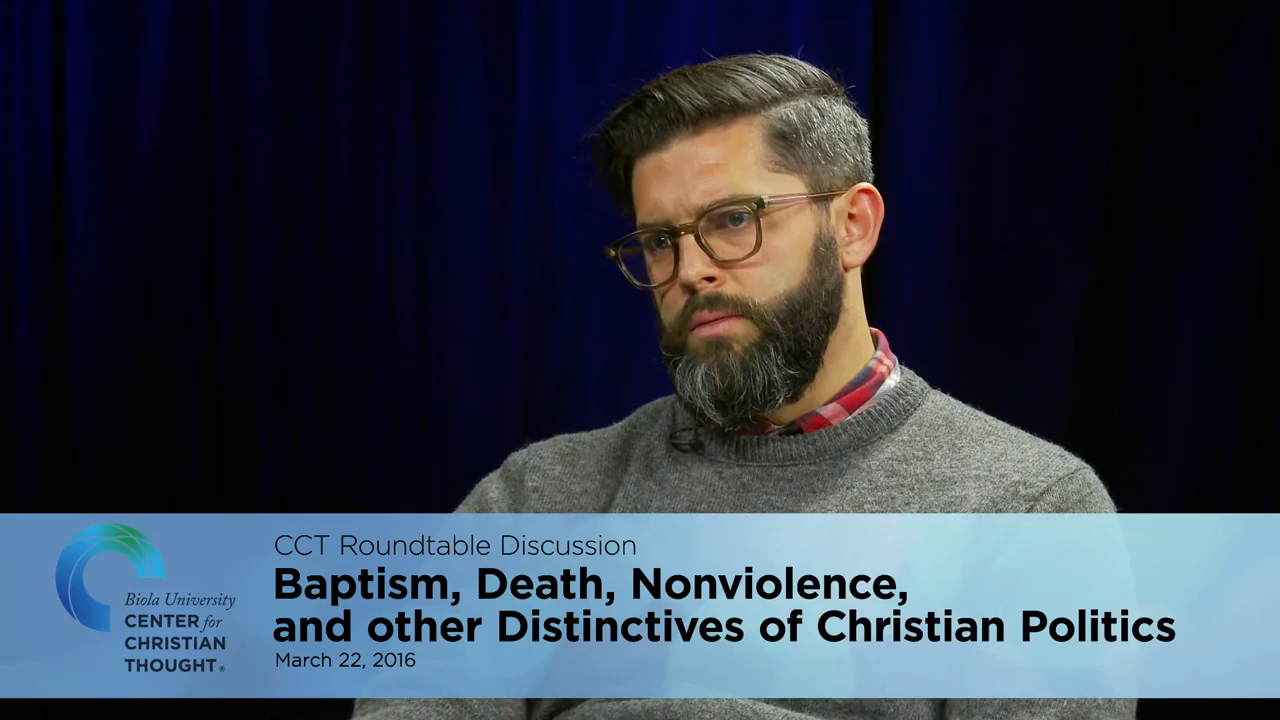 CCT Roundtable Discussion
Baptism, Death, Nonviolence,
and other Distinctives of Christian Politics
March 22, 2016
Biola University
CENTER for
CHRISTIAN
THOUGHT®